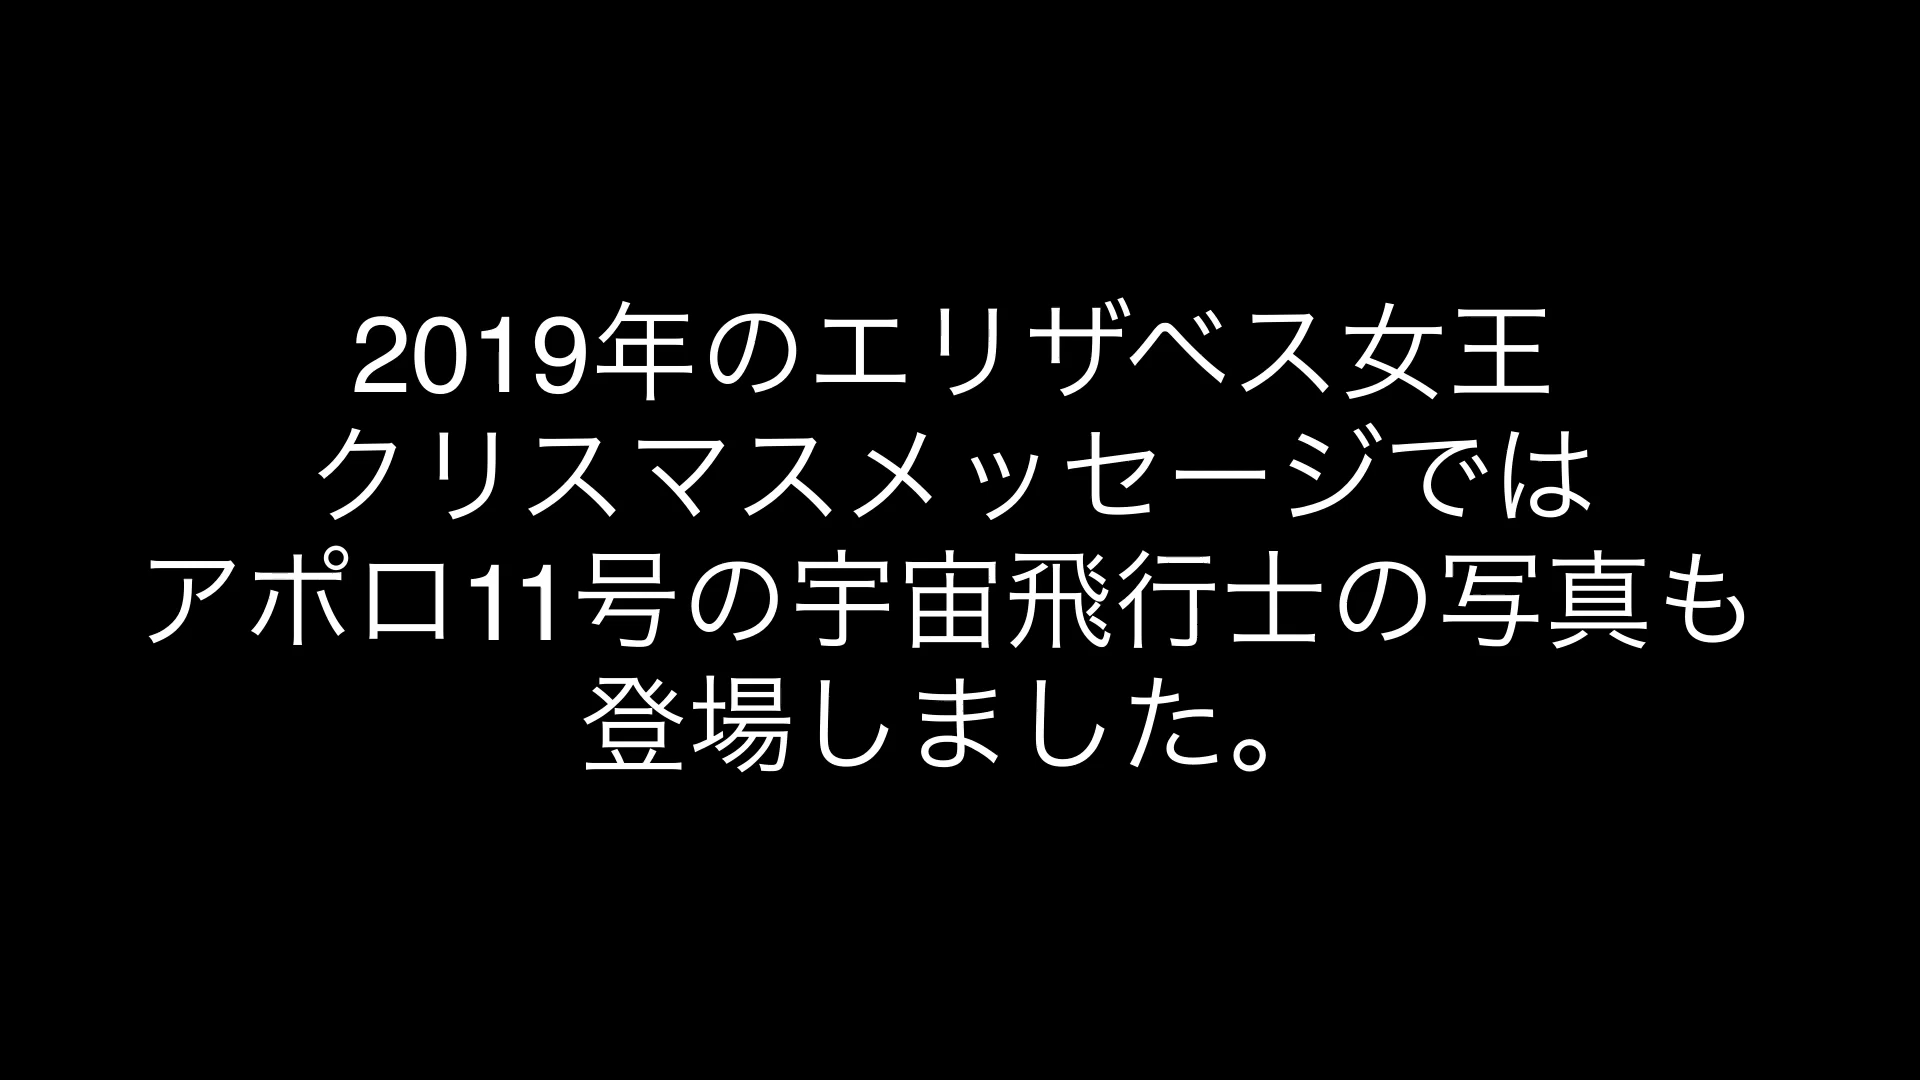 2019年のエリザベス女王
クリスマスメッセージでは
アポロ11号の宇宙飛行士の写真も
登場しました。